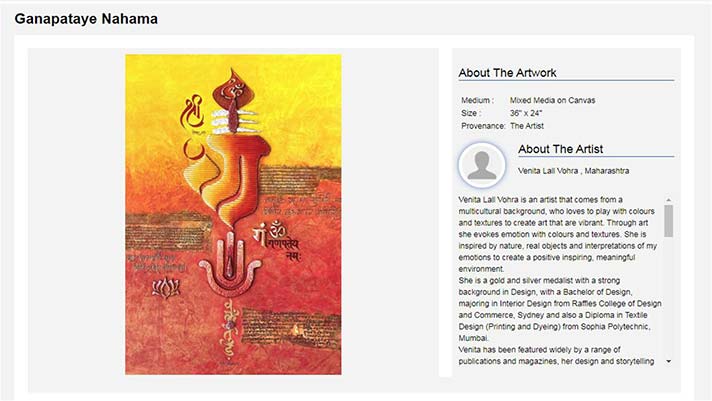 Ganapataye Nahama
श्री
गं ॐ
गणपतये
नमः
About The Artwork
Medium : Mixed Media on Canvas
Size : 36" x 24"
Provenance: The Artist
About The Artist
Venita Lall Vohra , Maharashtra
Venita Lall Vohra is an artist that comes from a
multicultural background, who loves to play with colours
and textures to create art that are vibrant. Through art
she evokes emotion with colours and textures. She is
inspired by nature, real objects and interpretations of my
emotions to create a positive inspiring, meaningful
environment.
She is a gold and silver medalist with a strong
background in Design, with a Bachelor of Design,
majoring in Interior Design from Raffles College of Design
and Commerce, Sydney and also a Diploma in Textile
Design (Printing and Dyeing) from Sophia Polytechnic,
Mumbai.
Venita has been featured widely by a range of
publications and magazines, her design and storytelling